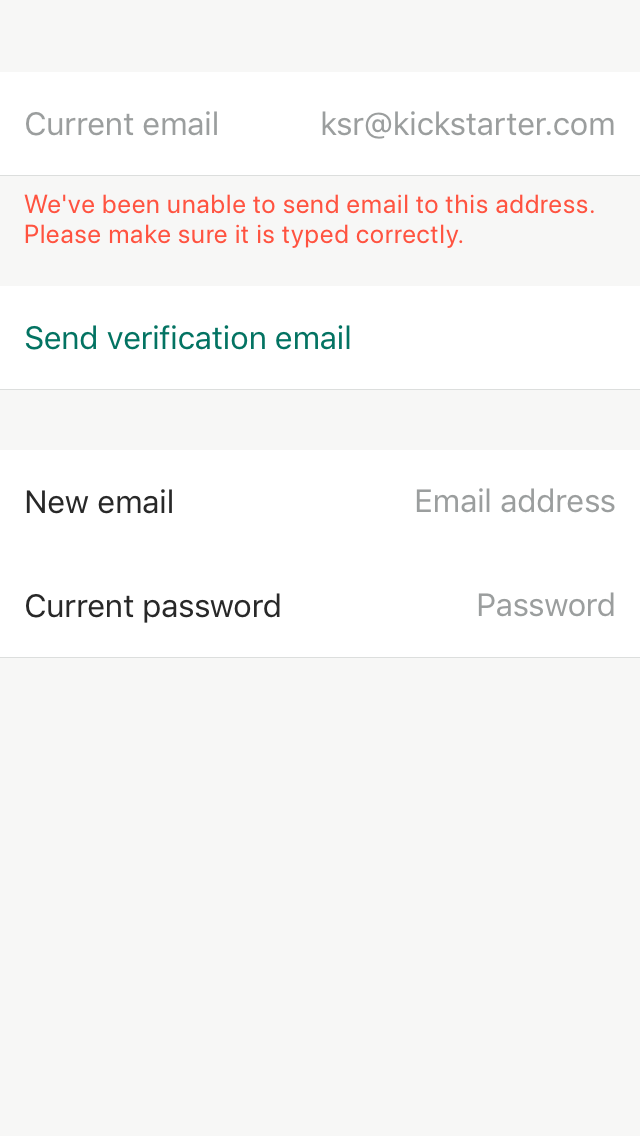 Current email ksr@kickstarter.com
We've been unable to send email to this address.
Please make sure it is typed correctly.
Send verification email
New email Email address
Current password Password